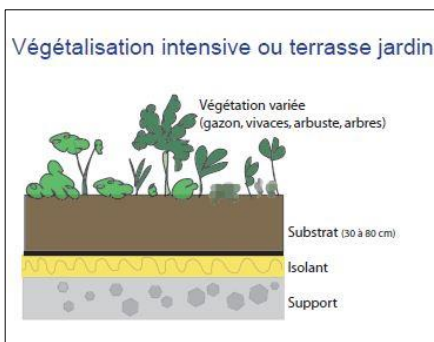 Végétalisation intensive ou terrasse jardin
Végétation variée
(gazon, vivaces, arbuste, arbres)
Substrat (30 à 80 cm)
Isolant
Support